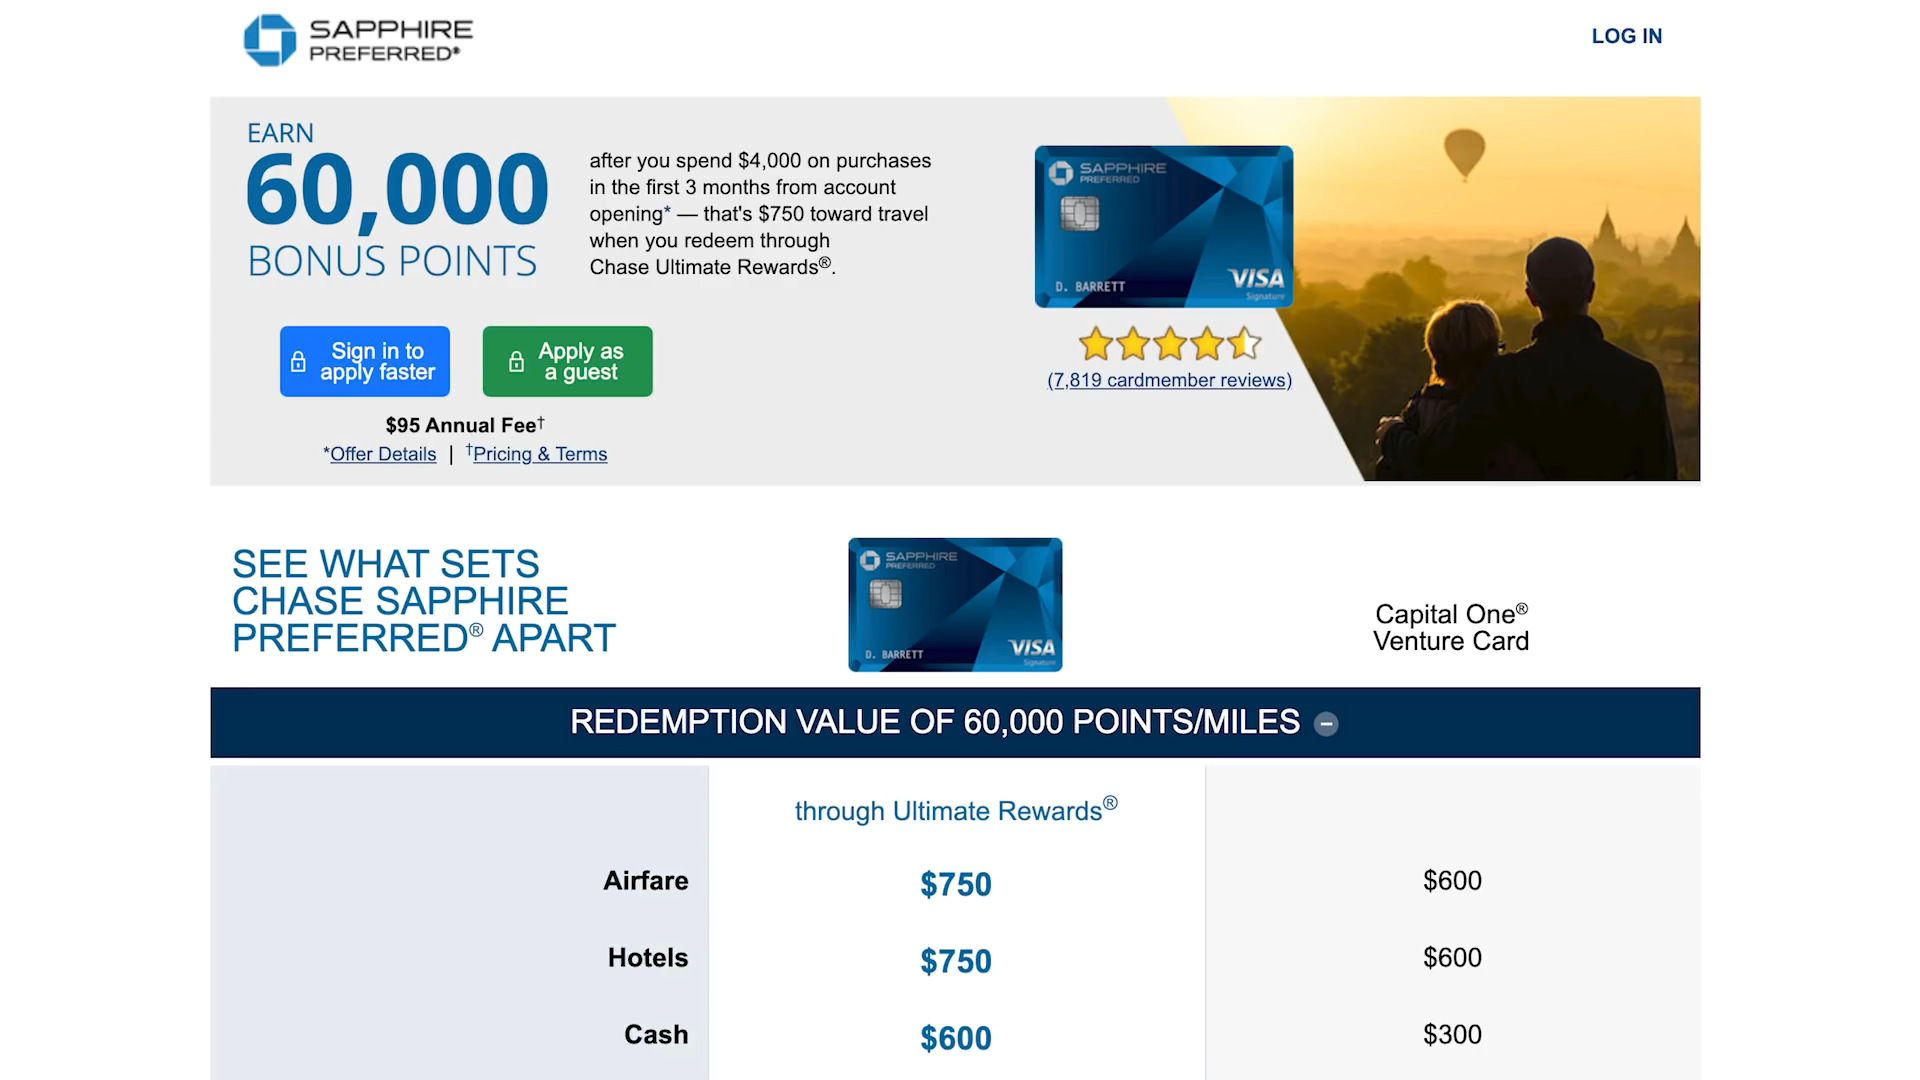 SAPPHIRE
PREFERRED®
LOG IN
EARN
60,000
BONUS POINTS
after you spend $4,000 on purchases
in the first 3 months from account
opening* — that's $750 toward travel
when you redeem through
Chase Ultimate Rewards®.
Sign in to
apply faster
Apply as
a guest
$95 Annual Fee†
*Offer Details | †Pricing & Terms
SAPPHIRE
PREFERRED
D. BARRETT
VISA
Signature
(7,819 cardmember reviews)
SEE WHAT SETS
CHASE SAPPHIRE
PREFERRED® APART
SAPPHIRE
PREFERRED
D. BARRETT
VISA
Signature
Capital One®
Venture Card
REDEMPTION VALUE OF 60,000 POINTS/MILES
through Ultimate Rewards®
Airfare $750 $600
Hotels $750 $600
Cash $600 $300